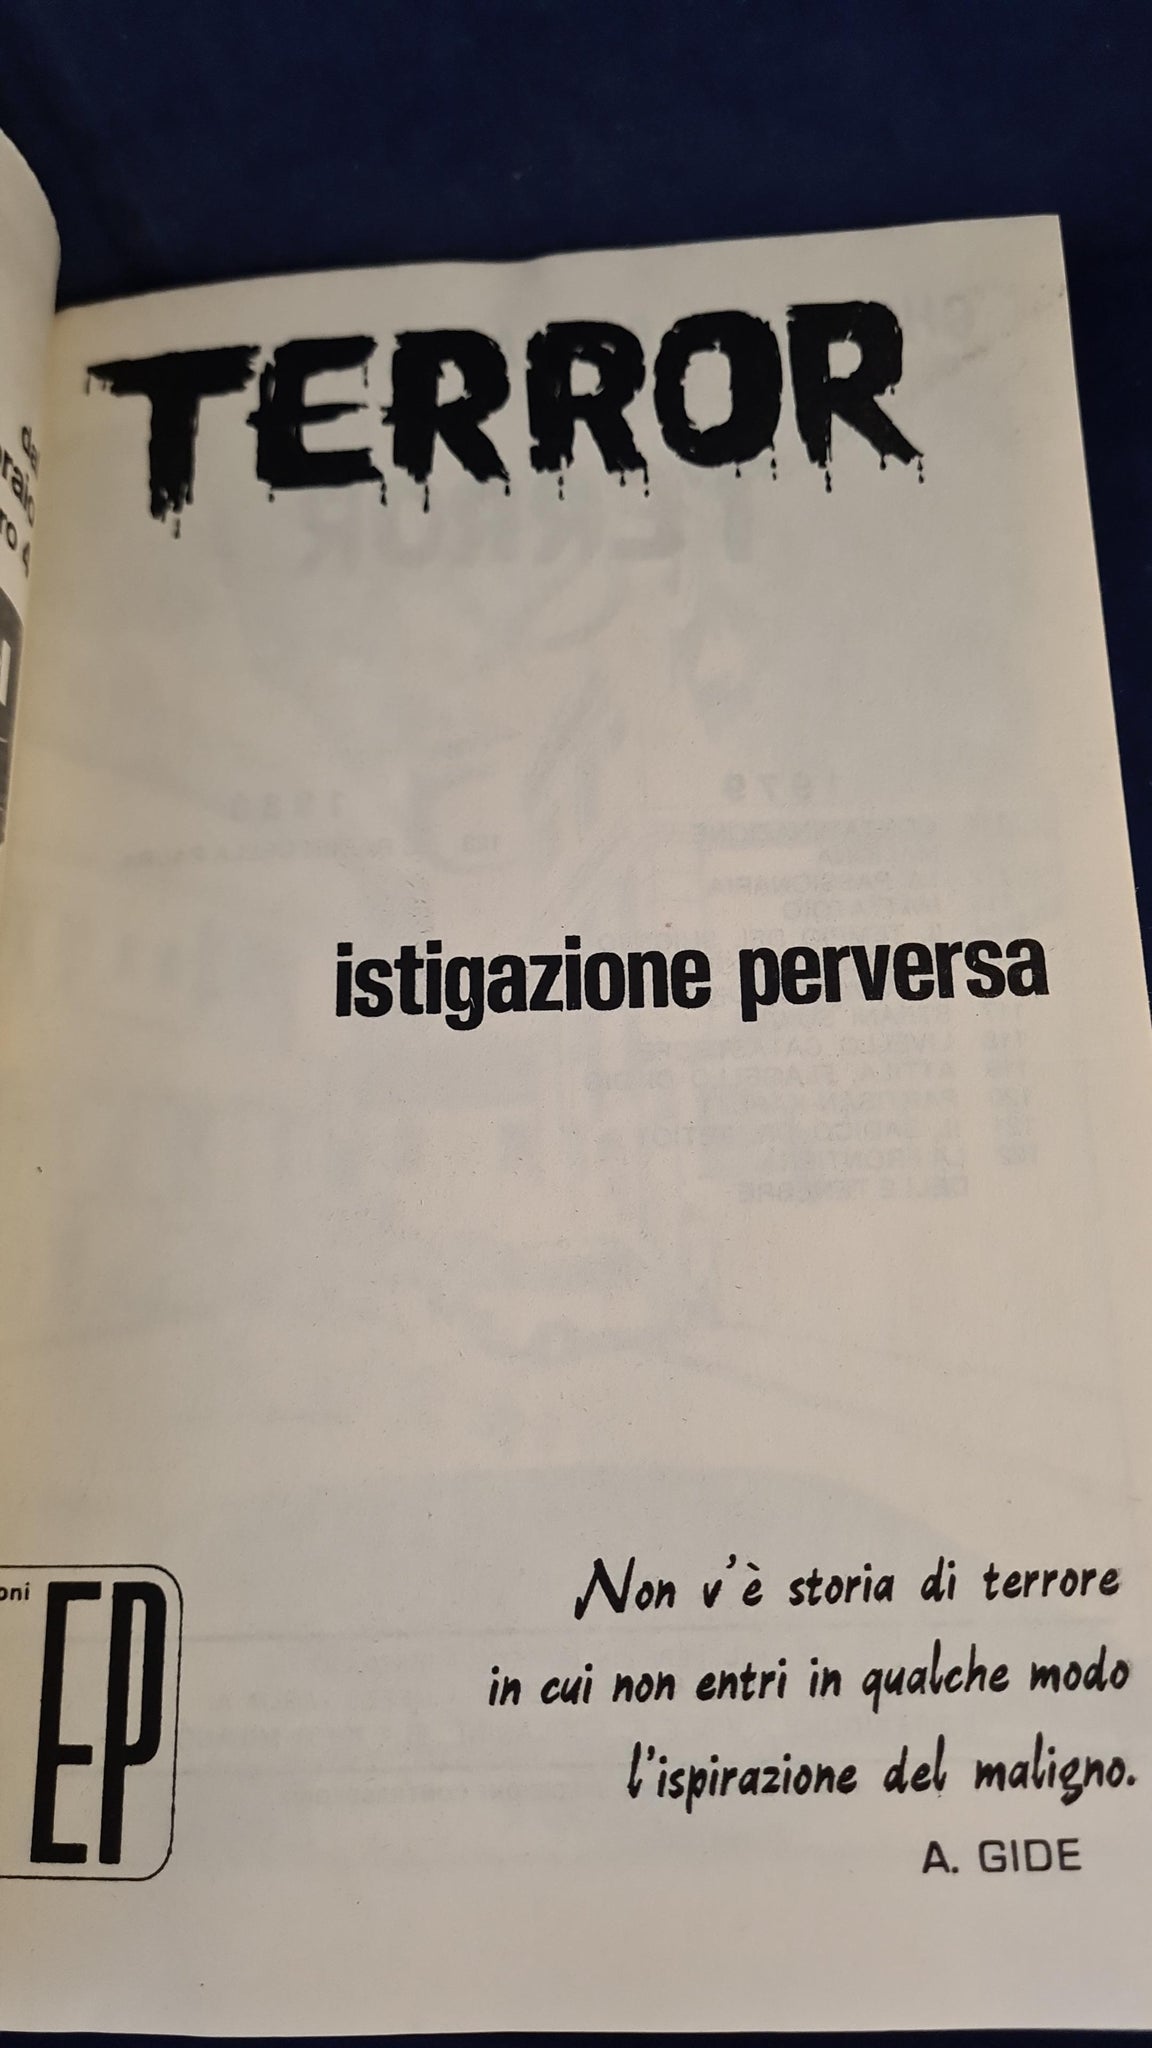 TERROR
istigazione perversa
EP
Non v'è storia di terrore
in cui non entri in qualche modo
l'ispirazione del maligno.
A. GIDE